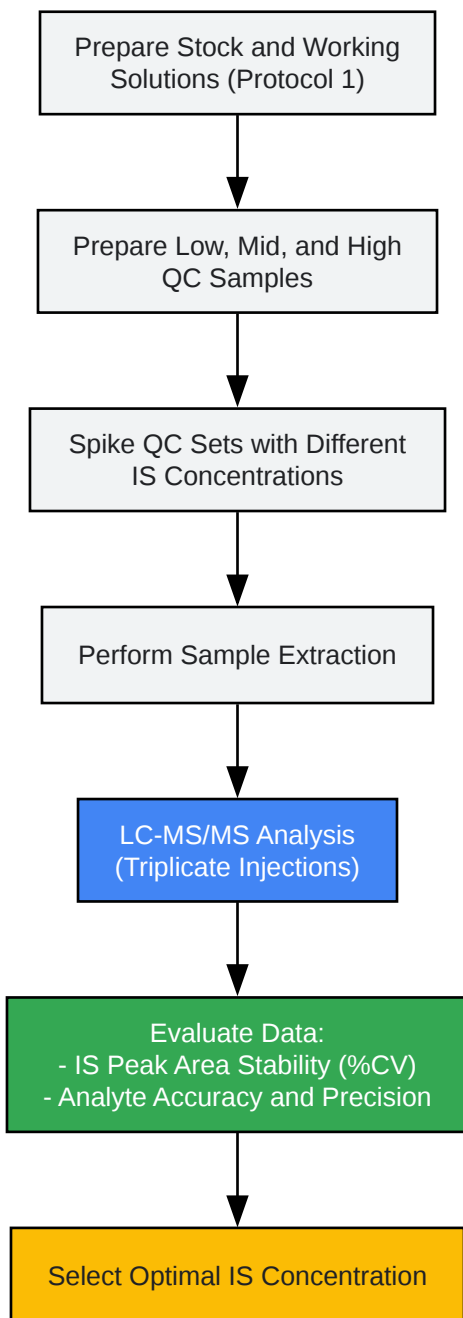 Prepare Stock and Working
Solutions (Protocol 1)
Prepare Low, Mid, and High
QC Samples
Spike QC Sets with Different
IS Concentrations
Perform Sample Extraction
LC-MS/MS Analysis
(Triplicate Injections)
Evaluate Data:
- IS Peak Area Stability (%CV)
- Analyte Accuracy and Precision
Select Optimal IS Concentration